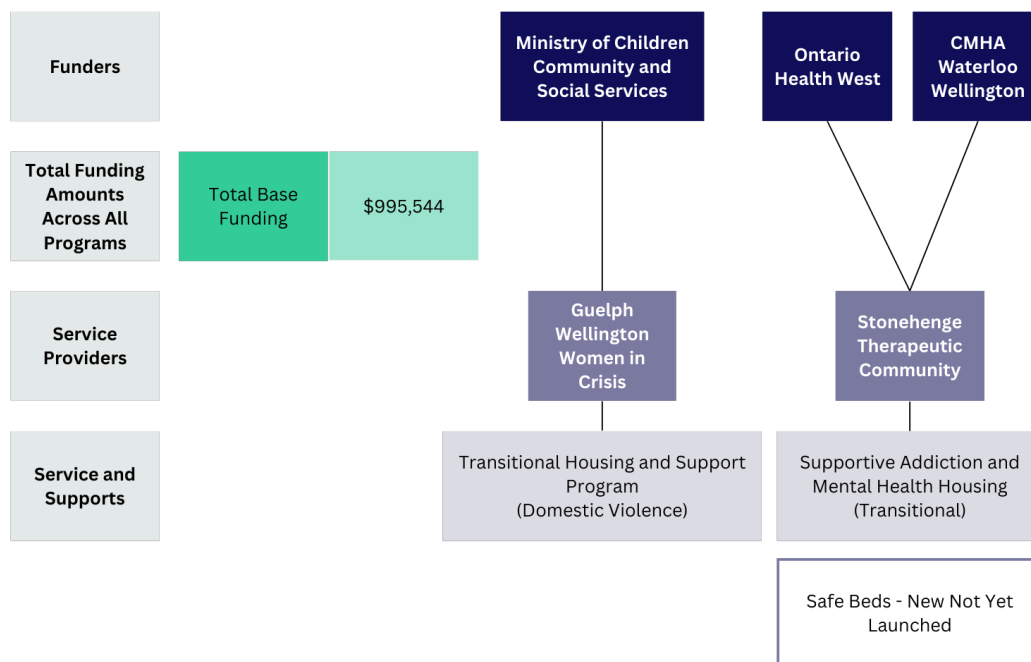 Funders
Ministry of Children
Community and
Social Services
Ontario
Health West
CMHA
Waterloo
Wellington
Total Funding
Amounts
Across All
Programs
Total Base
Funding
$995,544
Service
Providers
Guelph
Wellington
Women in
Crisis
Stonehenge
Therapeutic
Community
Service and
Supports
Transitional Housing and Support
Program
(Domestic Violence)
Supportive Addiction and
Mental Health Housing
(Transitional)
Safe Beds - New Not Yet
Launched